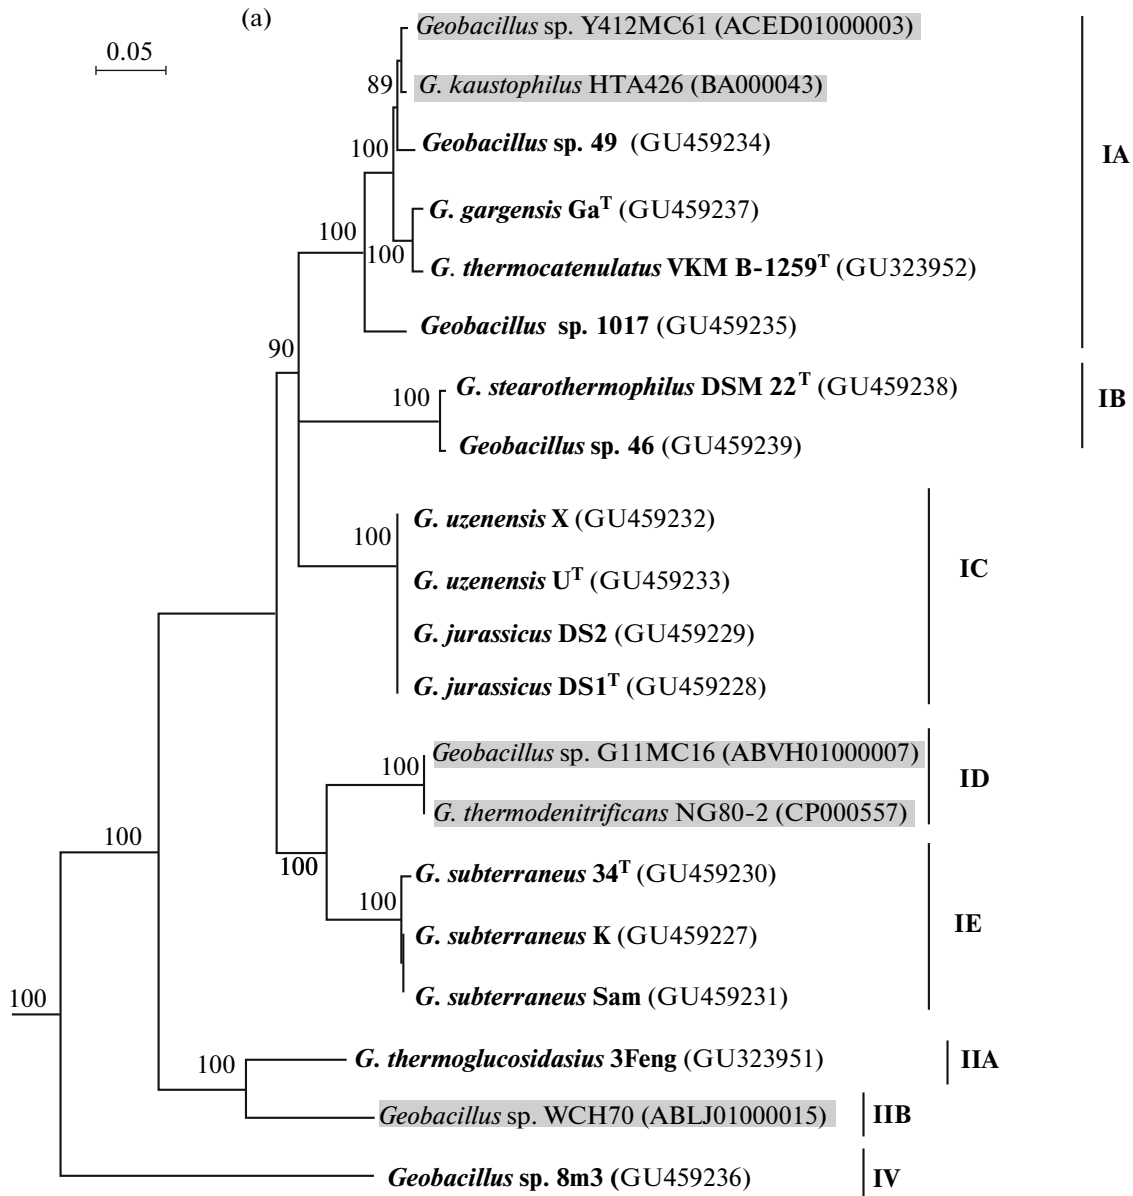 (a)
0.05
Geobacillus sp. Y412MC61 (ACED01000003)
89
G. kaustophilus HTA426 (BA000043)
100
Geobacillus sp. 49 (GU459234)
IA
G. gargensis Ga^T (GU459237)
100
100
G. thermocatenulatus VKM B-1259^T (GU323952)
Geobacillus sp. 1017 (GU459235)
90
G. stearothermophilus DSM 22^T (GU459238)
100
IB
Geobacillus sp. 46 (GU459239)
G. uzenensis X (GU459232)
100
IC
G. uzenensis U^T (GU459233)
G. jurassicus DS2 (GU459229)
G. jurassicus DS1^T (GU459228)
Geobacillus sp. G11MC16 (ABVH01000007)
100
ID
G. thermodenitrificans NG80-2 (CP000557)
100
100
G. subterraneus 34^T (GU459230)
100
IE
G. subterraneus K (GU459227)
G. subterraneus Sam (GU459231)
100
100
G. thermoglucosidasius 3Feng (GU323951)
IIA
Geobacillus sp. WCH70 (ABLJ01000015)
IIB
Geobacillus sp. 8m3 (GU459236)
IV